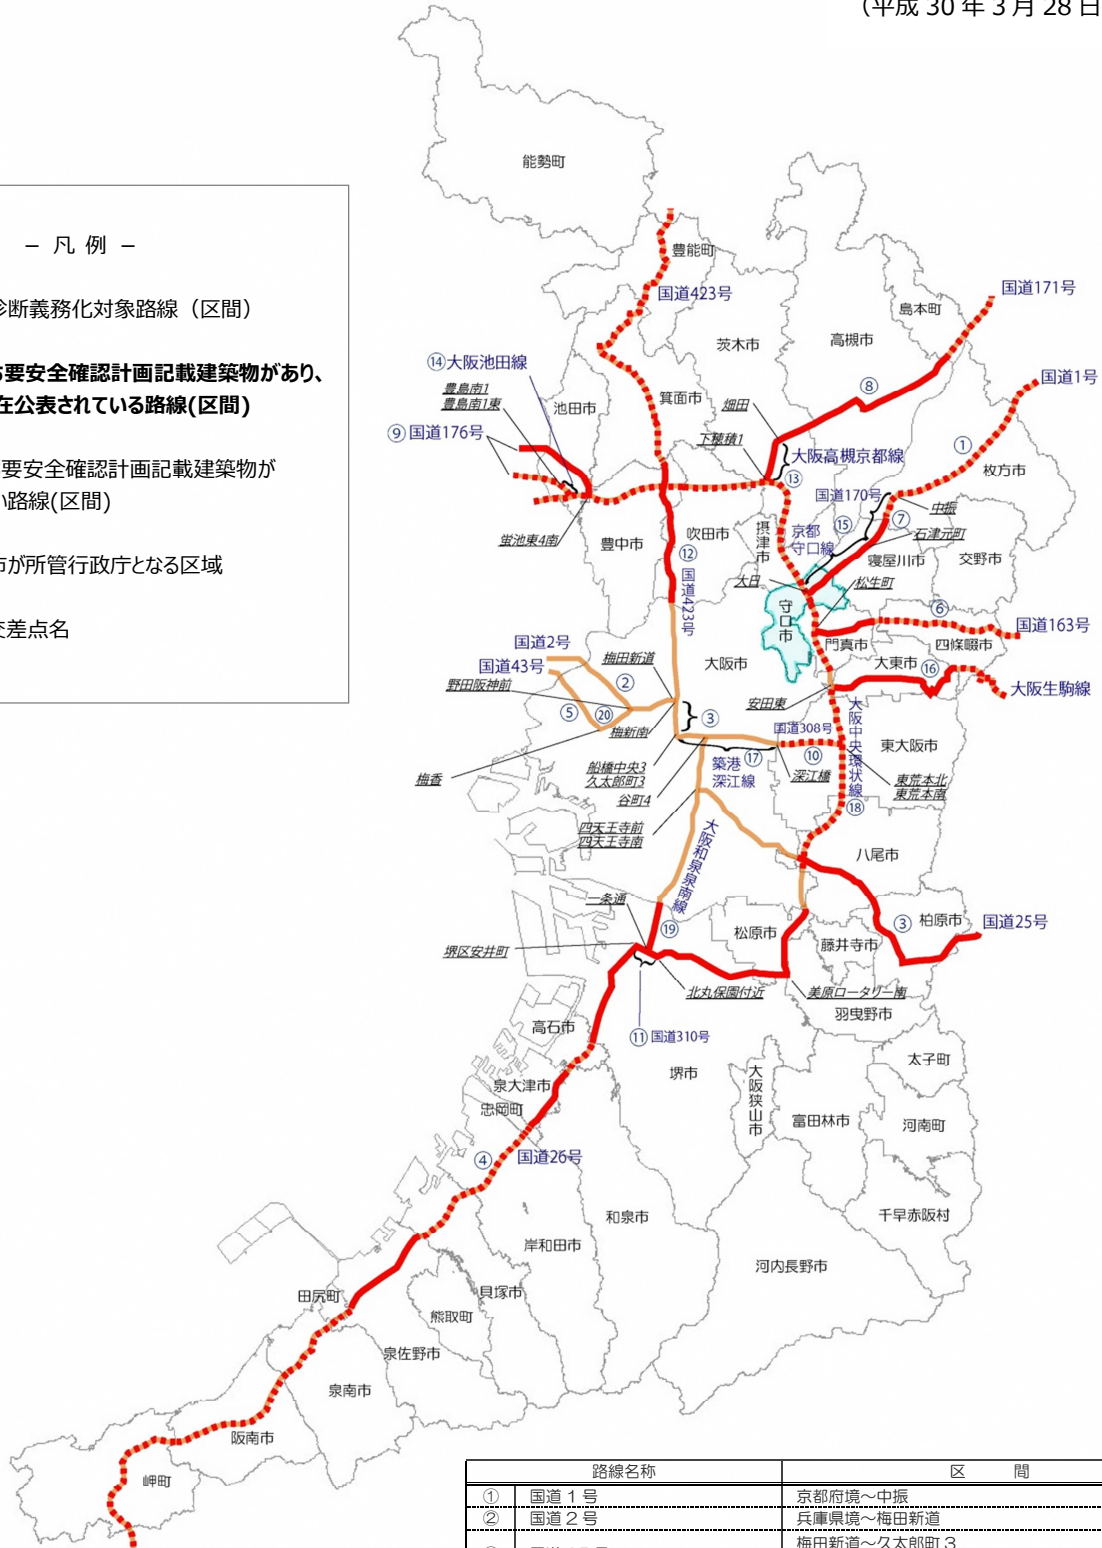 (平成 30 年 3 月 28 日
－ 凡 例 －
診断義務化対象路線（区間）
要安全確認計画記載建築物があり、
在公表されている路線(区間)
要安全確認計画記載建築物が
い路線(区間)
市が所管行政庁となる区域
交差点名
能勢町
豊能町
国道423号
国道171号
島本町
高槻市
茨木市
⑭大阪池田線
国道1号
豊島南1
豊島南1東
池田市
箕面市
畑田
⑧
⑨国道176号
下穂積1
①
大阪高槻京都線
枚方市
⑬
国道170号
中振
⑮
⑦
吹田市
摂津市
京都
守口線
石津元町
蛍池東4南
豊中市
⑫
国道423号
寝屋川市
交野市
大日
松生町
守口市
⑥
国道163号
門真市
四條畷市
国道2号
大阪市
大東市
⑯
国道43号
梅田新道
大阪生駒線
野田阪神前
②
安田東
⑤
⑳
③
梅新南
国道308号
大阪中央環状線
東大阪市
⑰
⑩
船橋中央3
久太郎町3
築港
深江線
深江橋
梅香
東荒本北
東荒本南
谷町4
⑱
四天王寺前
四天王寺南
大阪和泉泉南線
八尾市
一条通
⑲
松原市
③
柏原市
国道25号
堺区安井町
藤井寺市
北丸保園付近
美原ロータリー南
羽曳野市
高石市
⑪国道310号
太子町
堺市
大阪狭山市
泉大津市
忠岡町
富田林市
河南町
④
国道26号
和泉市
千早赤阪村
岸和田市
河内長野市
田尻町
貝塚市
熊取町
泉佐野市
泉南市
阪南市
岬町
路線名称 区 間
① 国道１号 京都府境～中振
② 国道２号 兵庫県境～梅田新道
梅田新道～久太郎町３